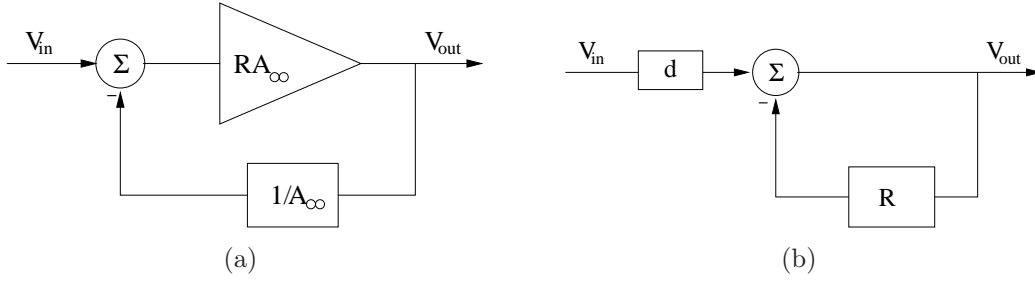 V_in
Σ
−
RA_∞
V_out
1/A_∞
(a)
V_in
d
Σ
−
V_out
R
(b)